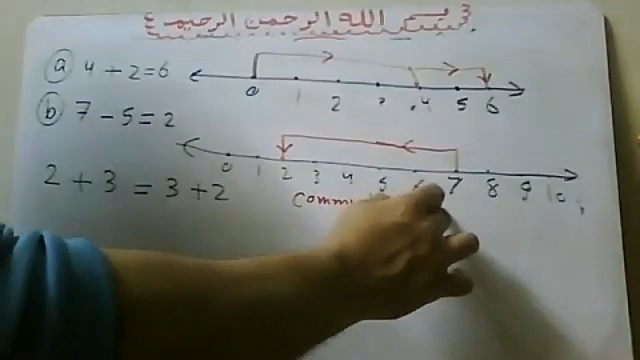 بسم الله الرحمن الرحيم
(a) 4 + 2 = 6
0 1 2 3 4 5 6
(b) 7 - 5 = 2
0 1 2 3 4 5 6 7 8 9 10
2 + 3 = 3 + 2